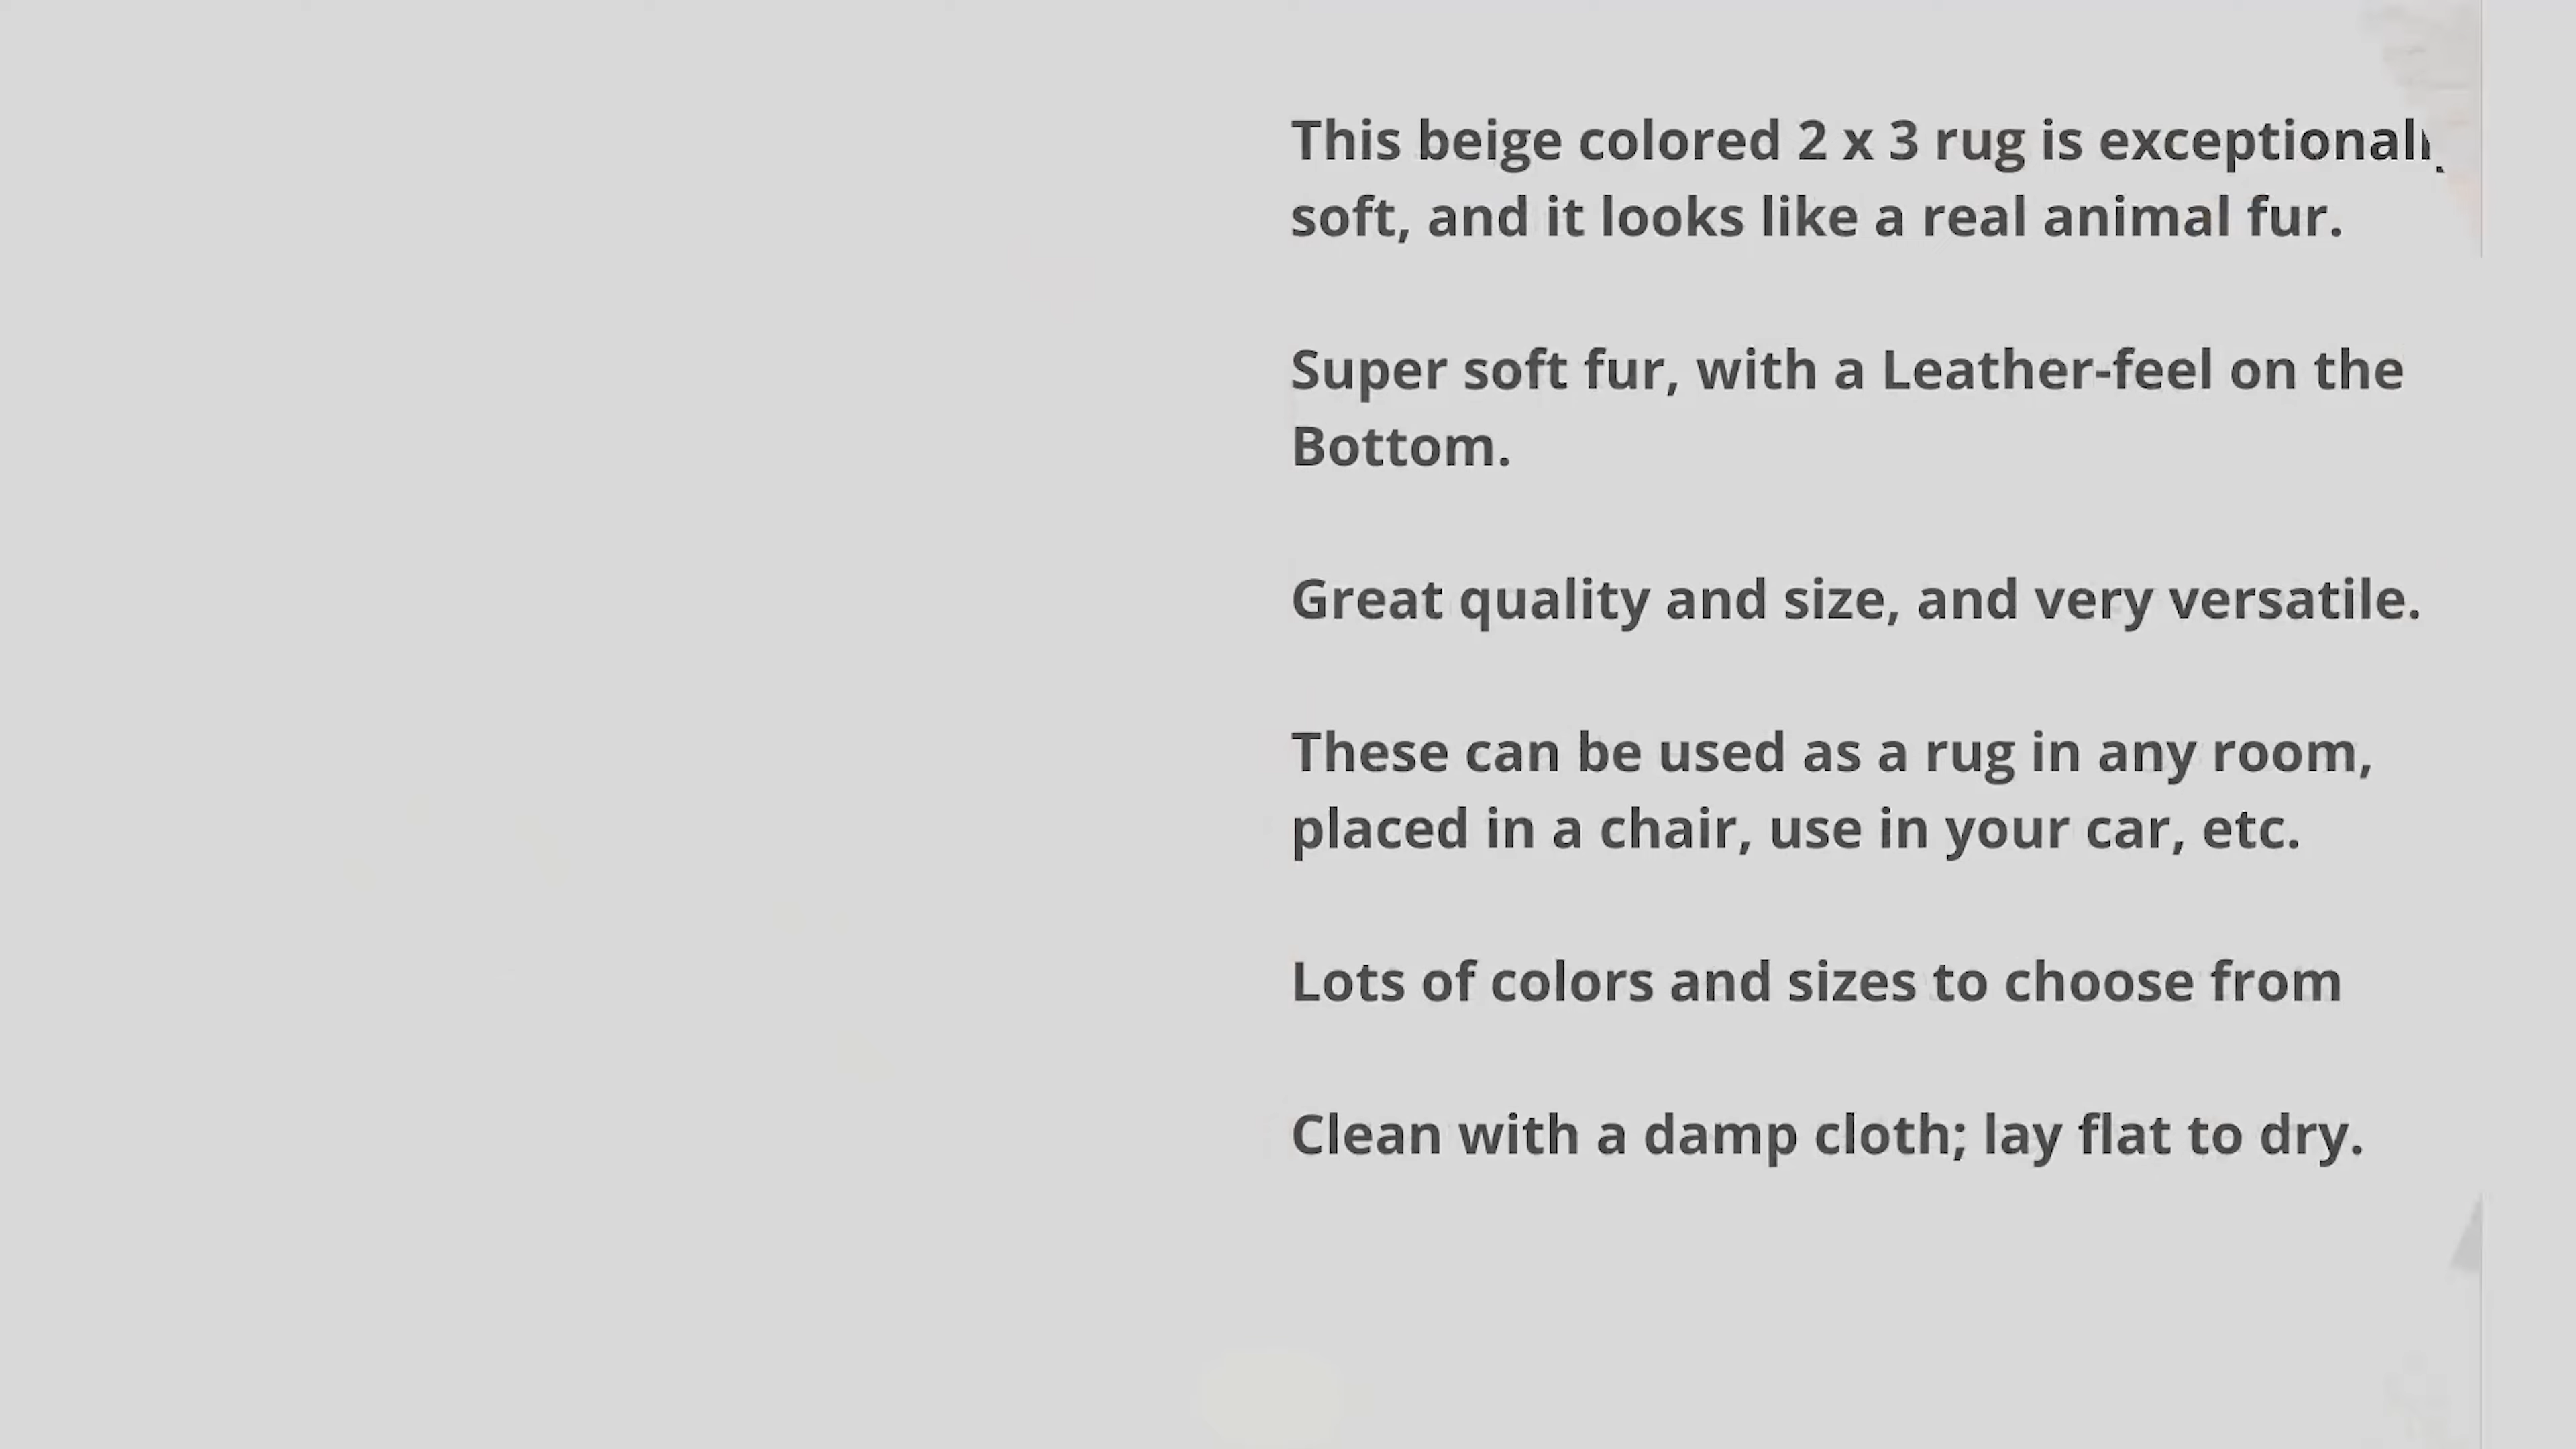 This beige colored 2 x 3 rug is exceptionally
soft, and it looks like a real animal fur.
Super soft fur, with a Leather-feel on the
Bottom.
Great quality and size, and very versatile.
These can be used as a rug in any room,
placed in a chair, use in your car, etc.
Lots of colors and sizes to choose from
Clean with a damp cloth; lay flat to dry.